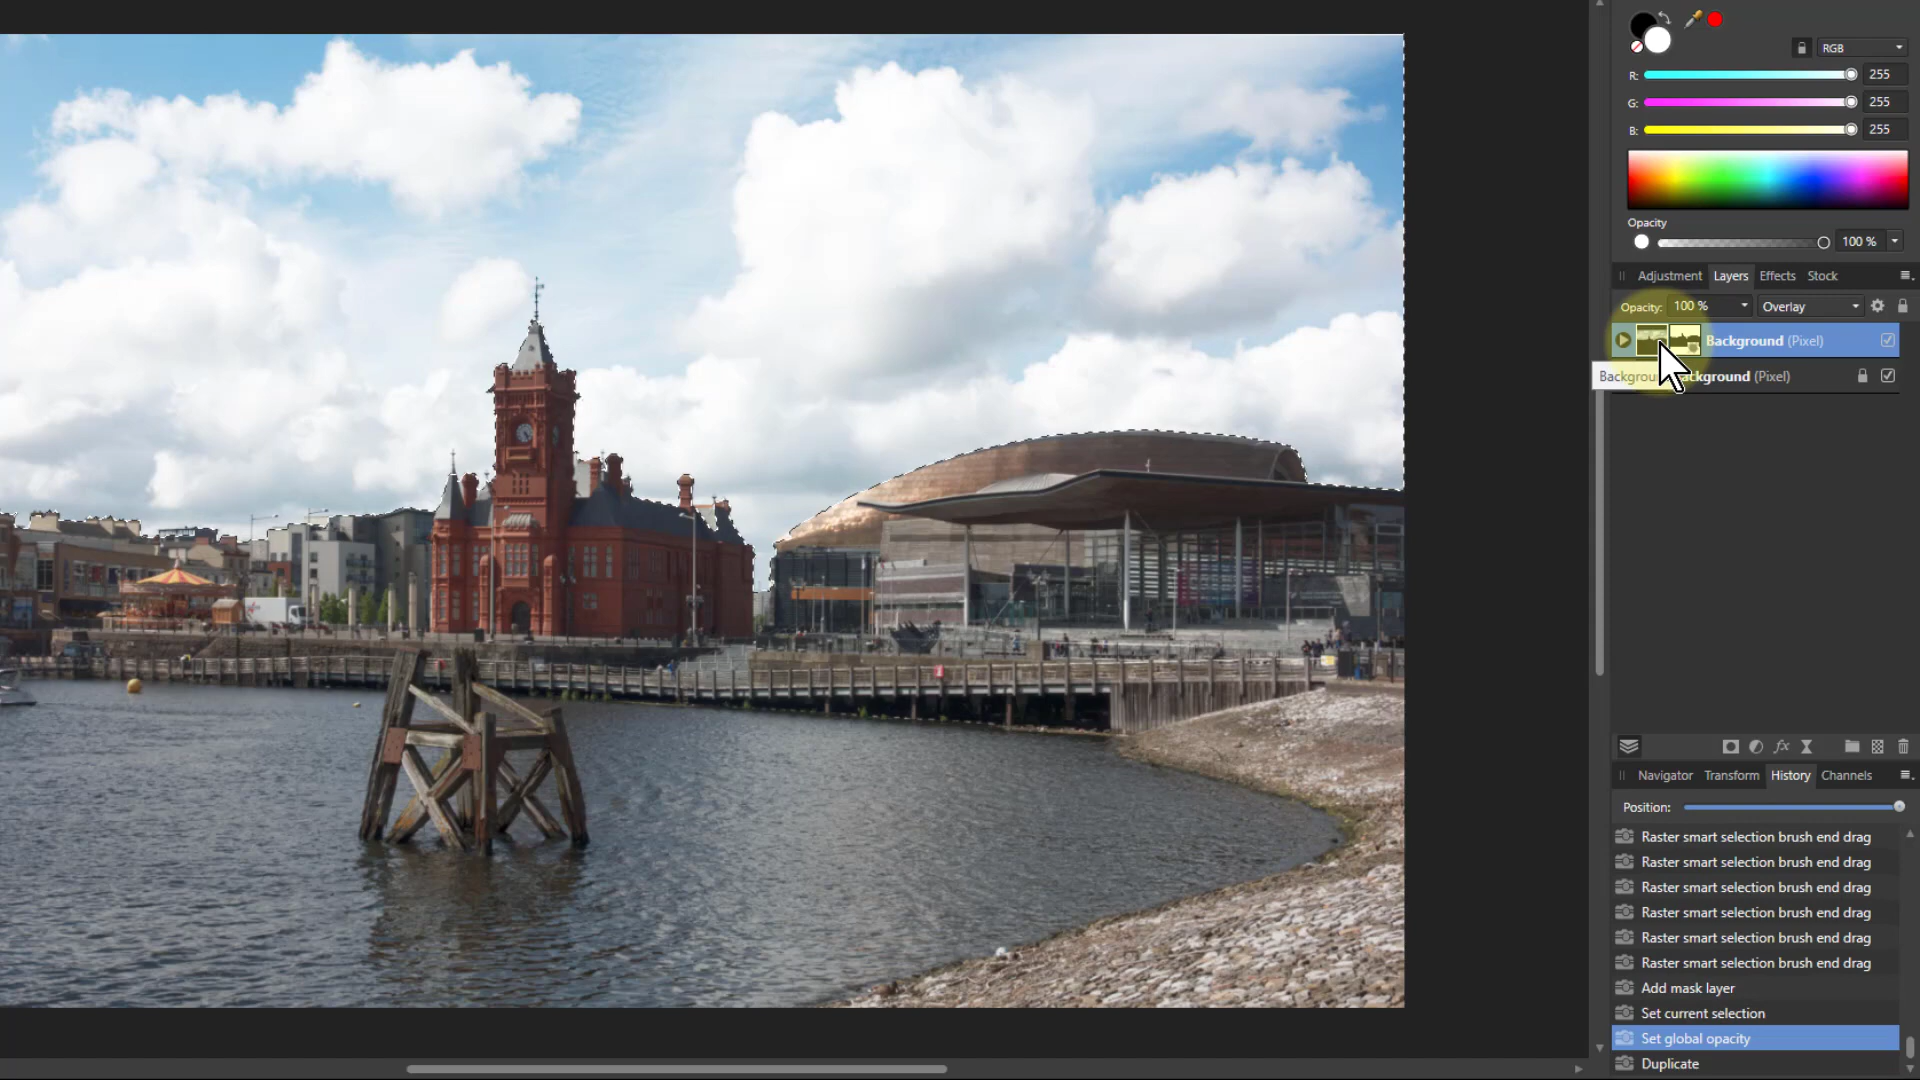 RGB
R: 255
G: 255
B: 255
Opacity
100 %
Adjustment Layers Effects Stock
Opacity: 100 % Overlay
Background (Pixel)
Background (Pixel)
Navigator Transform History Channels
Position:
Raster smart selection brush end drag
Raster smart selection brush end drag
Raster smart selection brush end drag
Raster smart selection brush end drag
Raster smart selection brush end drag
Raster smart selection brush end drag
Add mask layer
Set current selection
Set global opacity
Duplicate